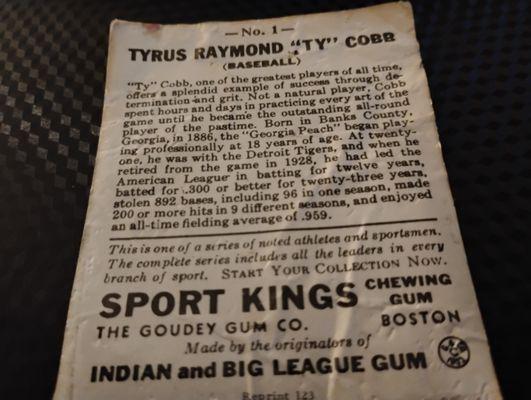 —No. 1—
TYRUS RAYMOND "TY" COBB
(BASEBALL)
"Ty" Cobb, one of the greatest players of all time,
offers a splendid example of success through de-
termination and grit. Not a natural player, Cobb
spent hours and days in practicing every art of the
game until he became the outstanding all-round
player of the pastime. Born in Banks County,
Georgia, in 1886, the "Georgia Peach" began play-
ing professionally at 18 years of age. At twenty-
one, he was with the Detroit Tigers, and when he
retired from the game in 1928, he had led the
American League in batting for twelve years,
batted for .300 or better for twenty-three years,
stolen 892 bases, including 96 in one season, made
200 or more hits in 9 different seasons, and enjoyed
an all-time fielding average of .959.
This is one of a series of noted athletes and sportsmen.
The complete series includes all the leaders in every
branch of sport. START YOUR COLLECTION NOW.
SPORT KINGS CHEWING GUM
THE GOUDEY GUM CO. BOSTON
Made by the originators of
INDIAN and BIG LEAGUE GUM
Reprint 123